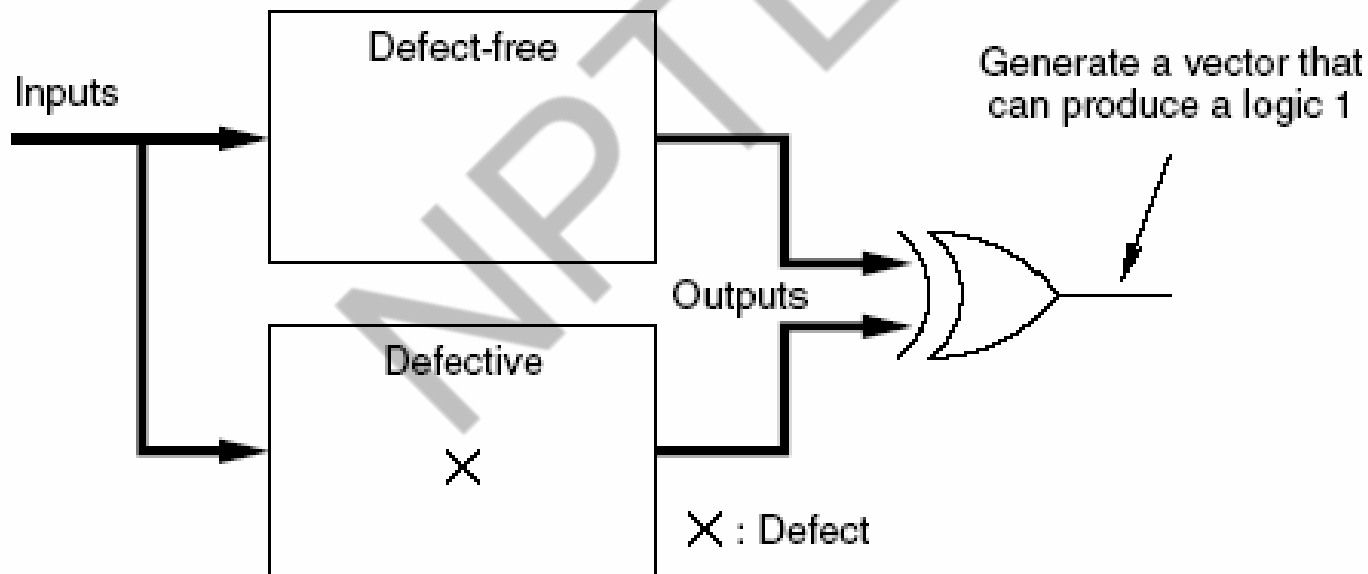 Defect-free
Inputs
Generate a vector that
can produce a logic 1
Outputs
Defective
X : Defect
NPTEL